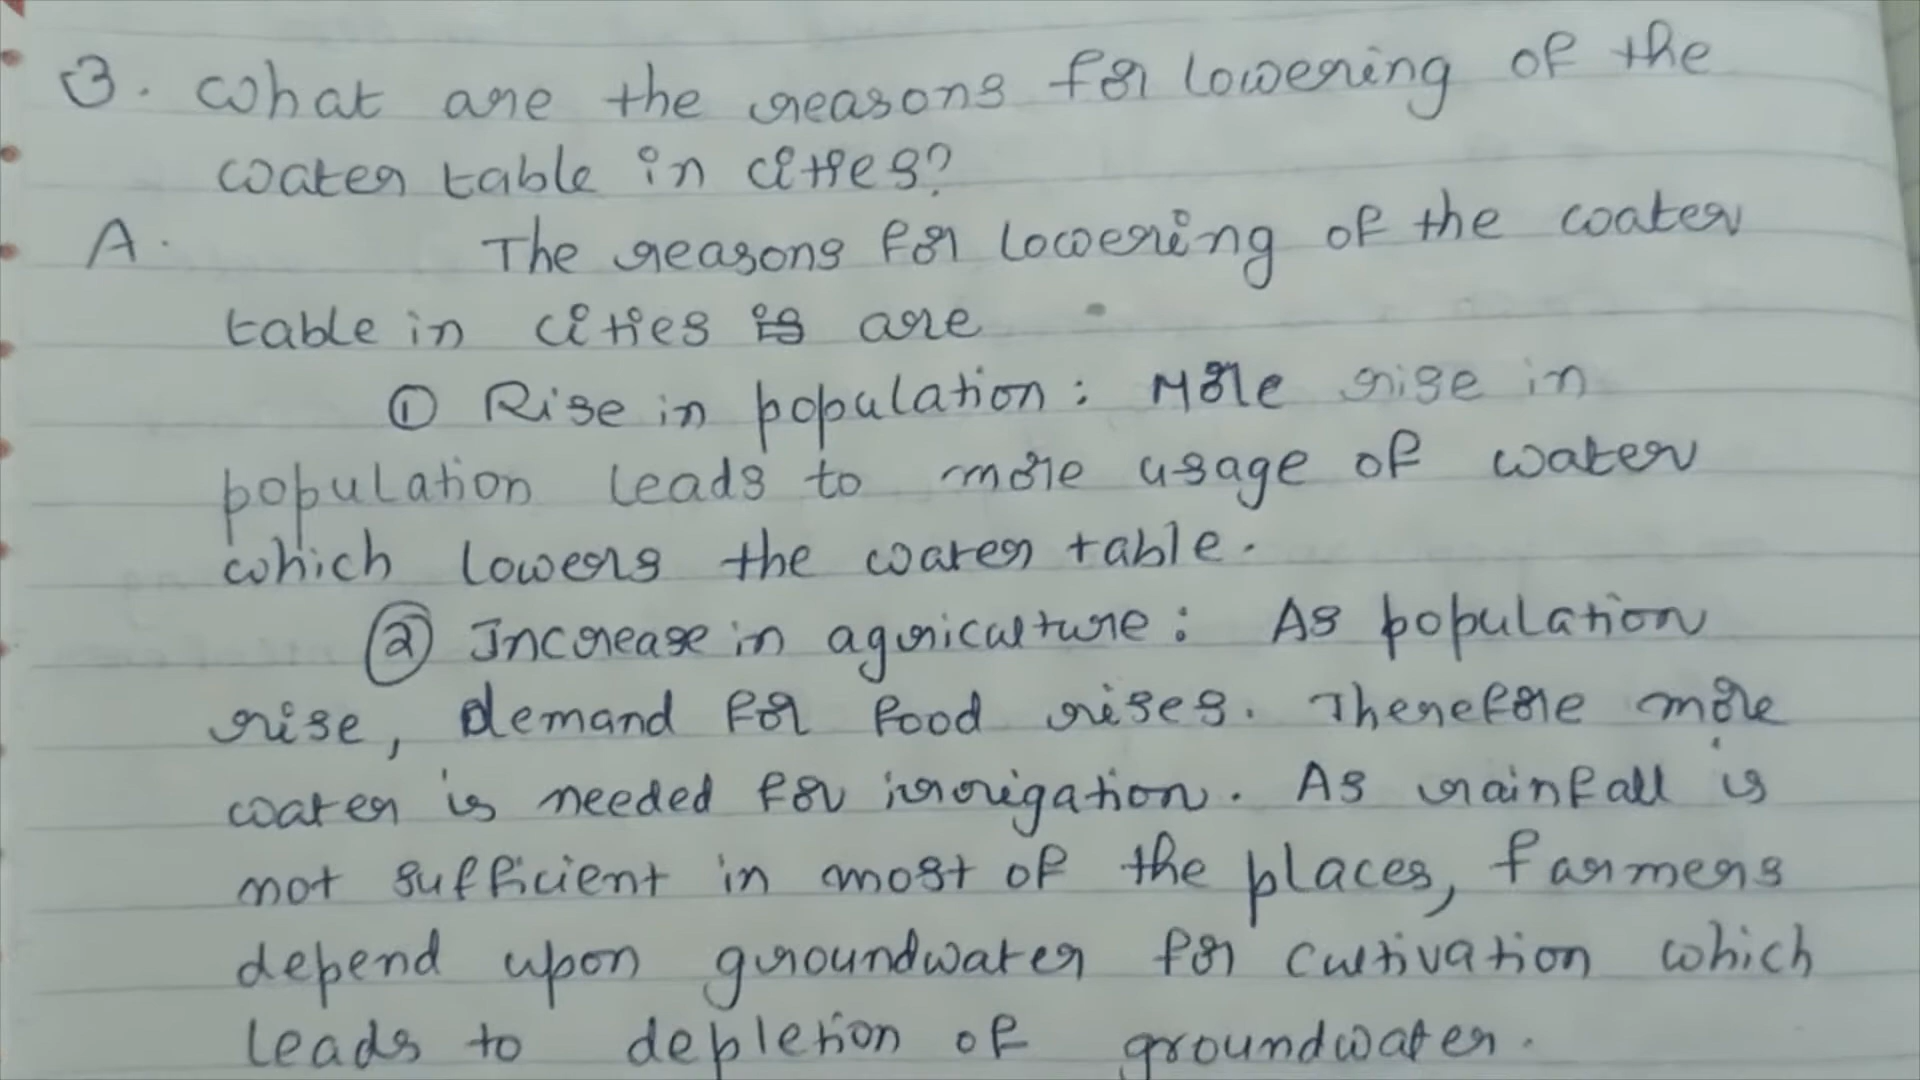 3. What are the reasons for lowering of the
water table in cities?
A. The reasons for lowering of the water
table in cities is are
① Rise in population: More rise in
population leads to more usage of water
which lowers the water table.
② Increase in agriculture: As population
rise, demand for food rises. Therefore more
water is needed for irrigation. As rainfall is
not sufficient in most of the places, farmers
depend upon groundwater for cultivation which
leads to depletion of groundwater.